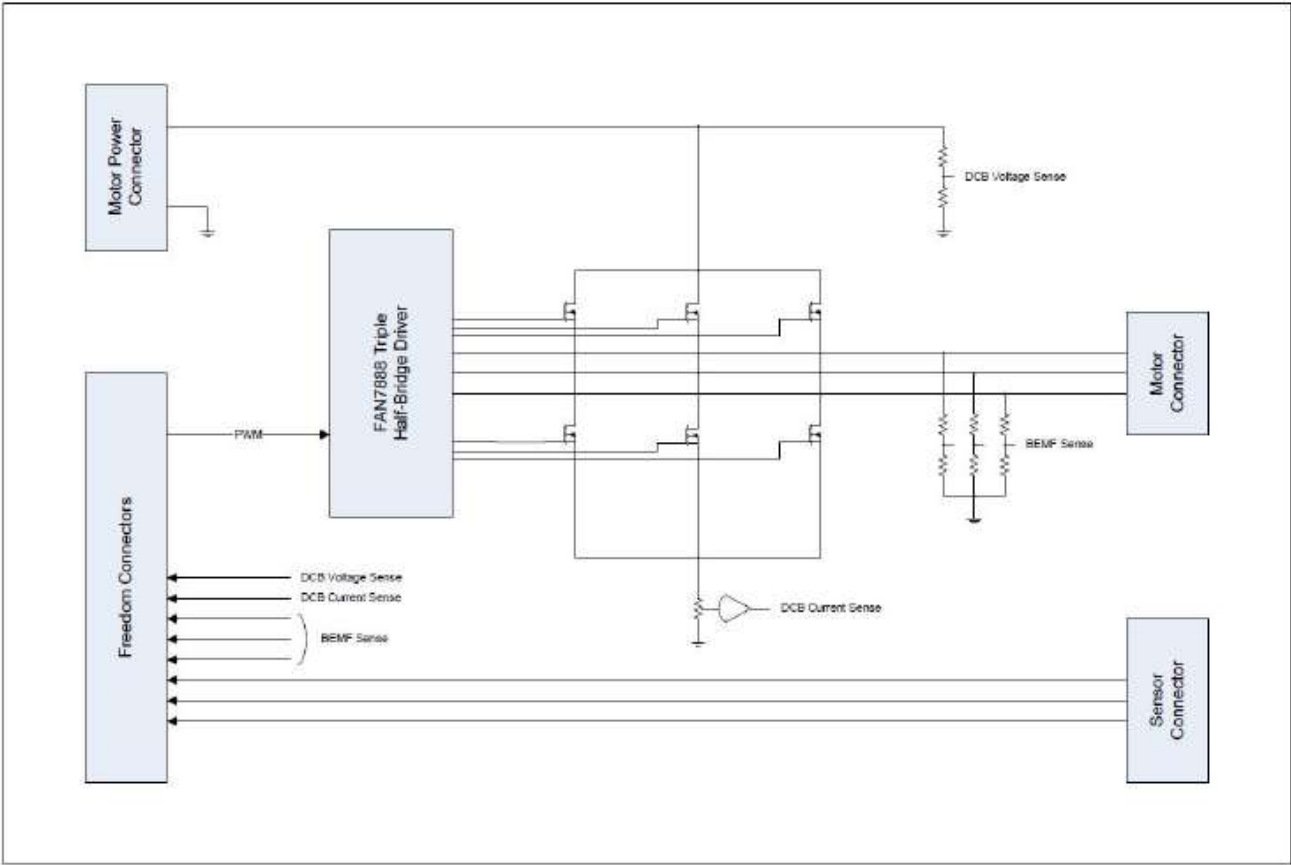 Motor Power
Connector
DCB Voltage Sense
FAN7888 Triple
Half-Bridge Driver
Motor
Connector
PWM
BEMF Sense
Freedom Connectors
DCB Voltage Sense
DCB Current Sense
BEMF Sense
DCB Current Sense
Sensor
Connector